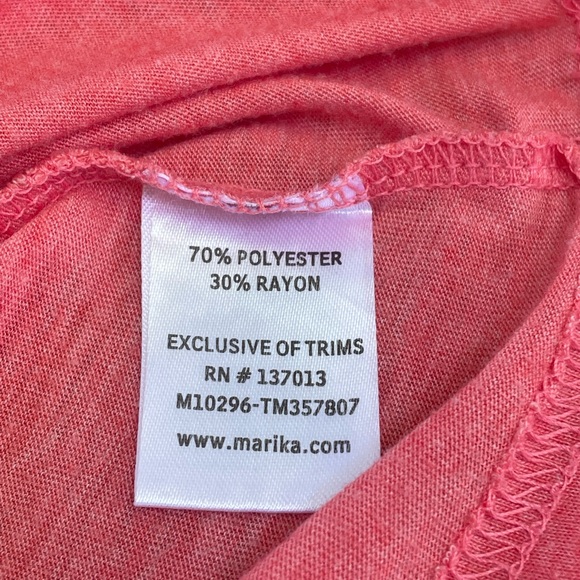 70% POLYESTER
30% RAYON
EXCLUSIVE OF TRIMS
RN # 137013
M10296-TM357807
www.marika.com